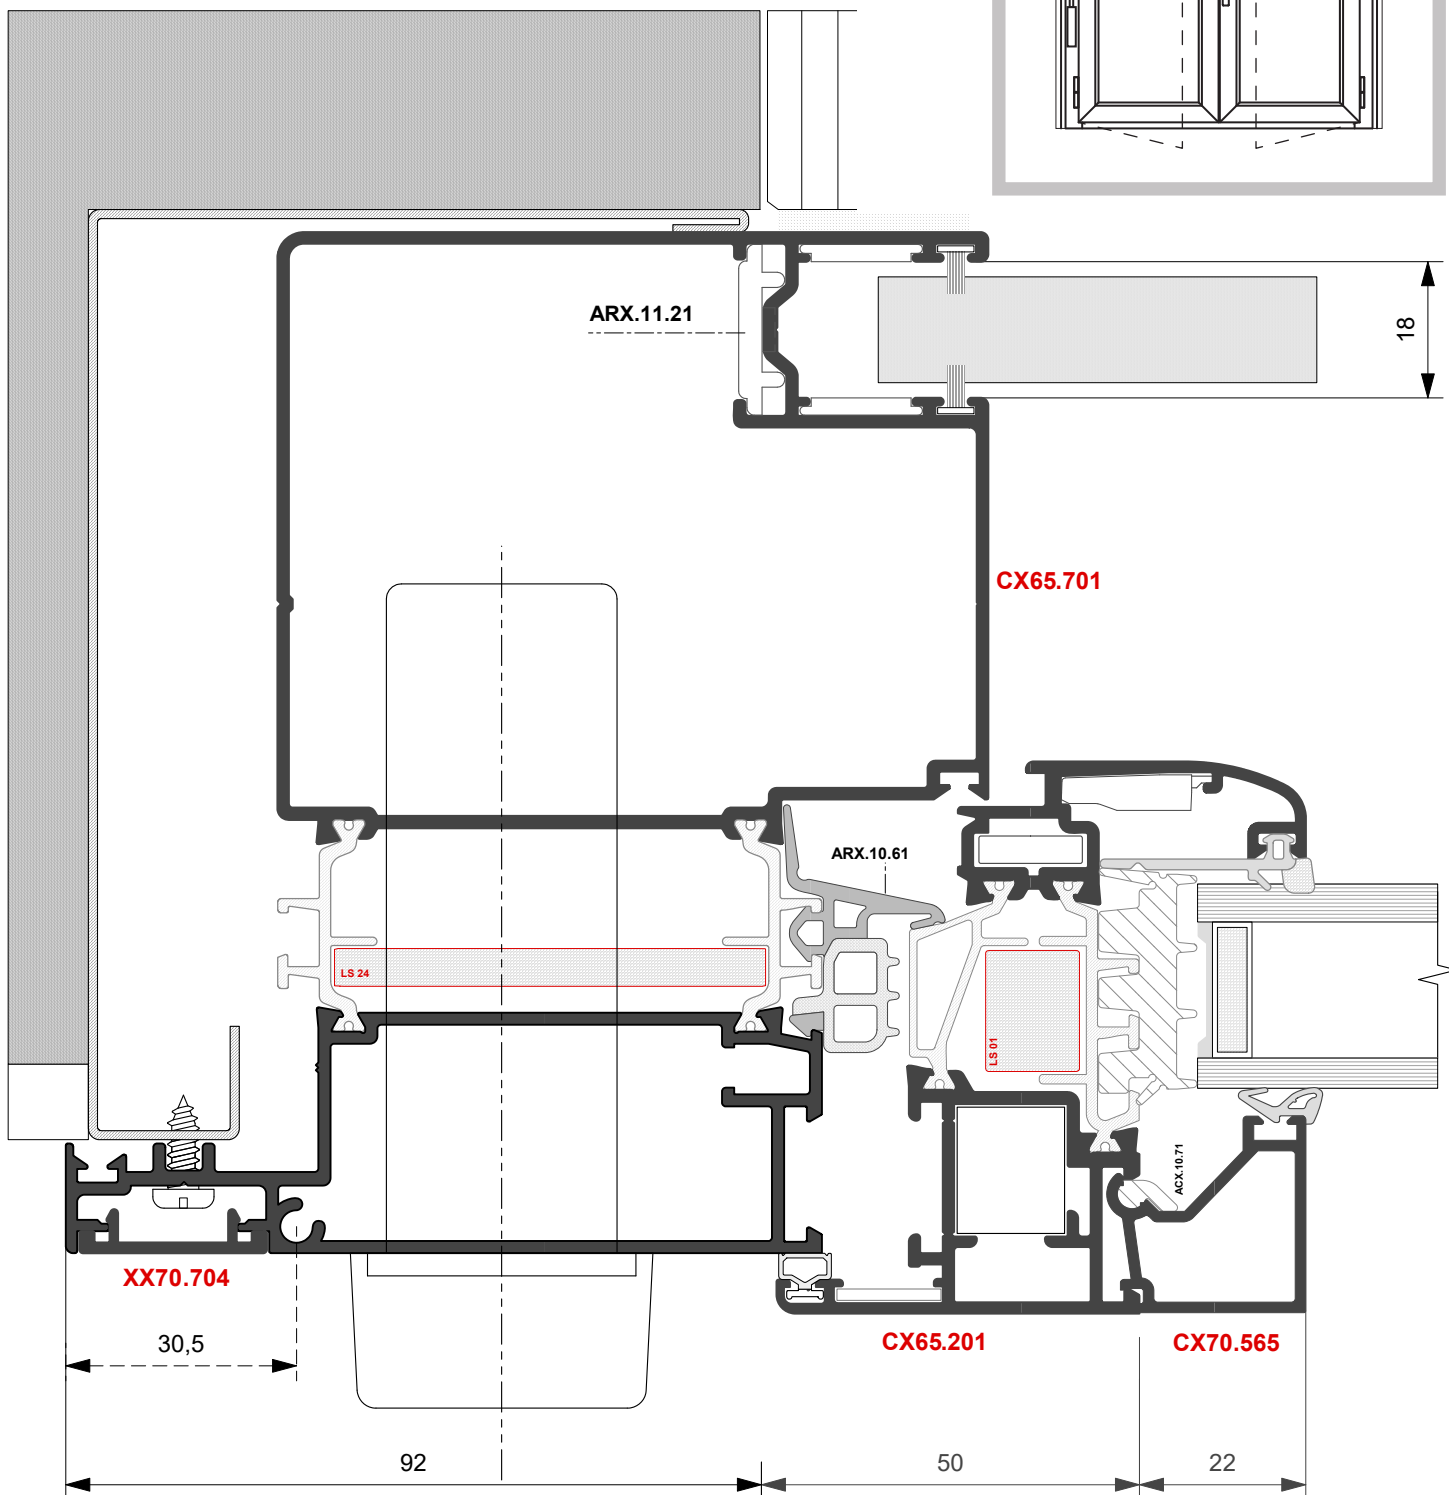 ARX.11.21
18
CX65.701
ARX.10.61
LS 24
LS 01
ACX.10.71
XX70.704
30,5
CX65.201
CX70.565
92
50
22